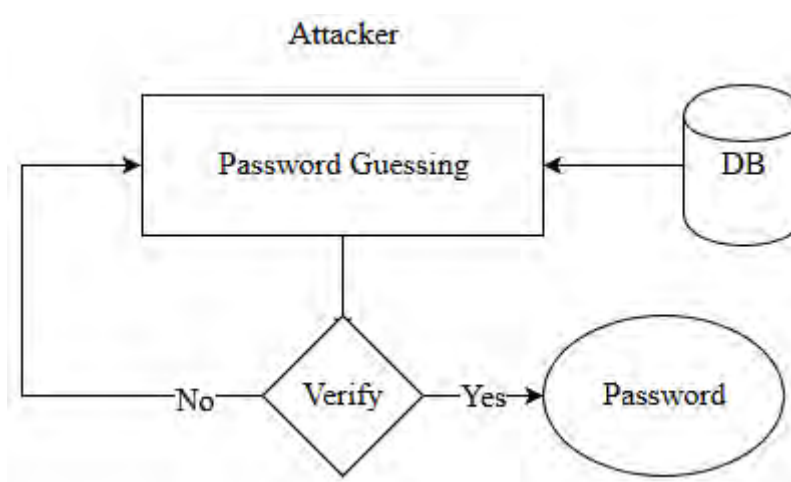 Attacker
Password Guessing
DB
Verify
No
Yes
Password